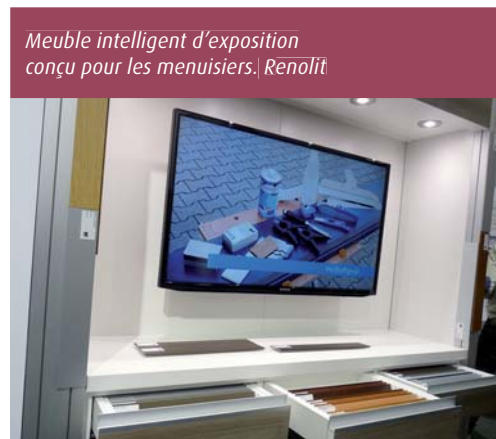 Meuble intelligent d’exposition
conçu pour les menuisiers. Renolit